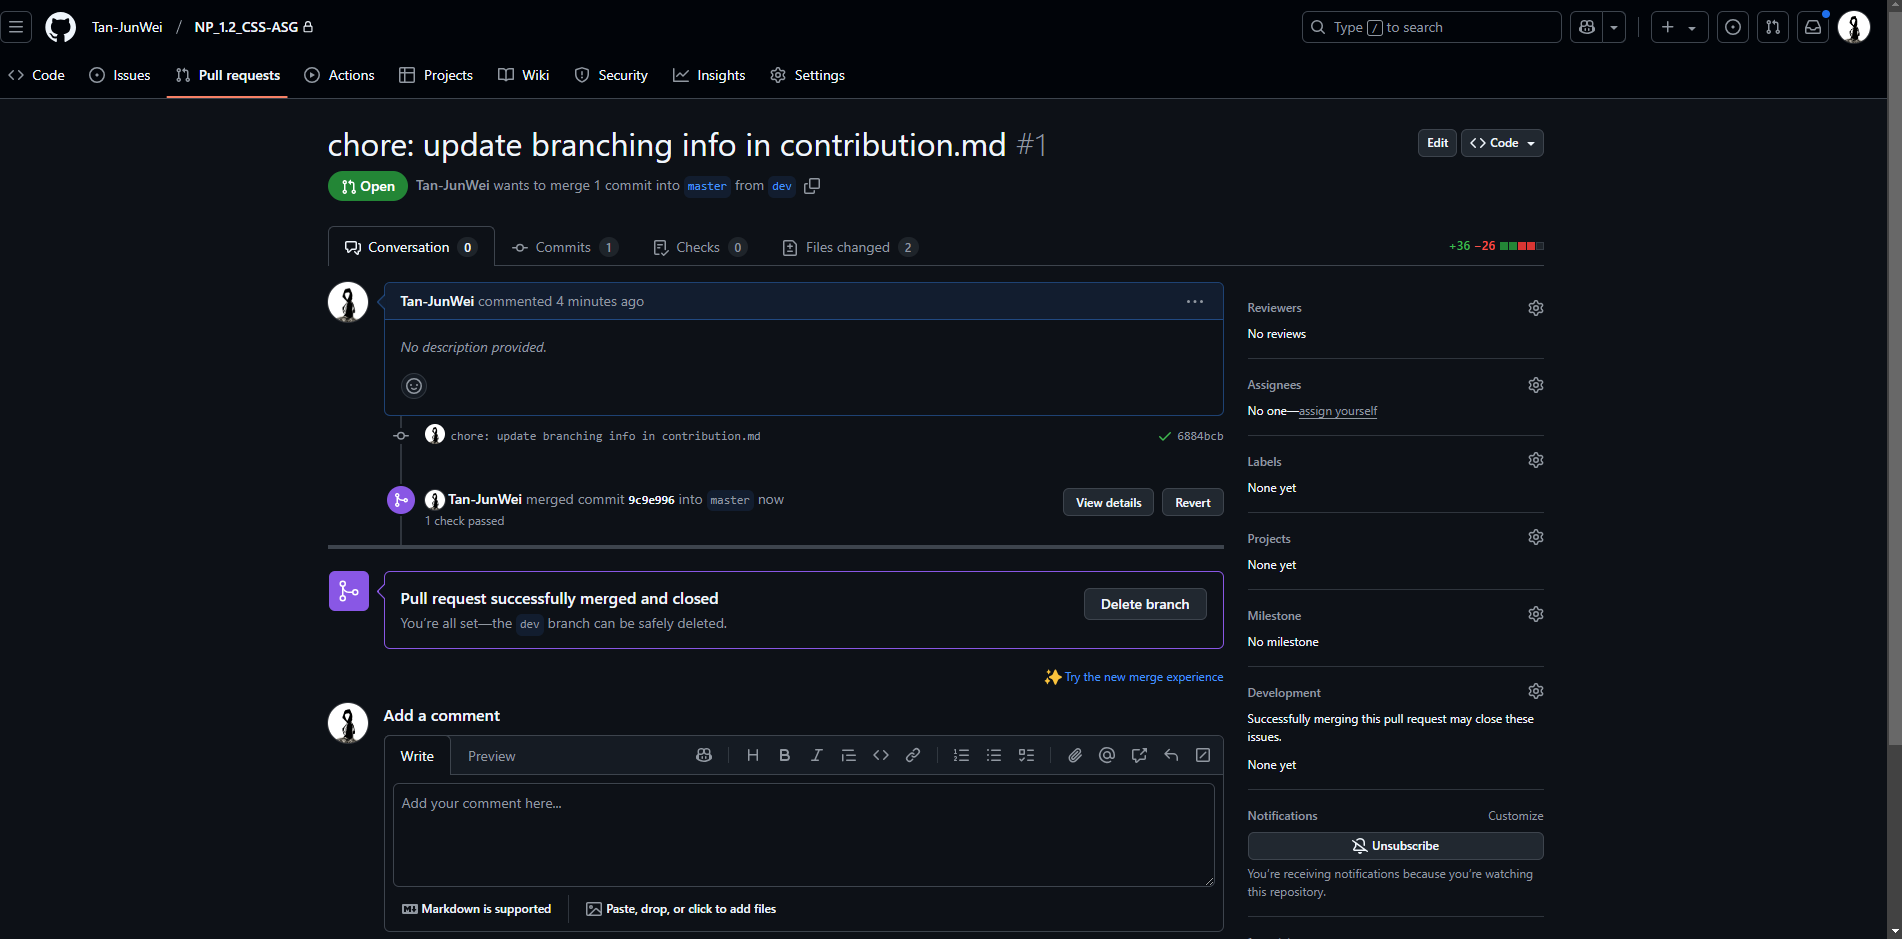 Tan-JunWei / NP_1.2_CSS-ASG
Type / to search
Code Issues Pull requests Actions Projects Wiki Security Insights Settings
chore: update branching info in contribution.md #1
Edit Code
Open Tan-JunWei wants to merge 1 commit into master from dev
Conversation 0 Commits 1 Checks 0 Files changed 2
+36 −26
Tan-JunWei commented 4 minutes ago
No description provided.
chore: update branching info in contribution.md 6884bcb
Tan-JunWei merged commit 9c9e996 into master now
1 check passed
View details Revert
Pull request successfully merged and closed
You're all set—the dev branch can be safely deleted.
Delete branch
Try the new merge experience
Add a comment
Write Preview
H B I
Add your comment here...
Markdown is supported
Paste, drop, or click to add files
Reviewers
No reviews
Assignees
No one—assign yourself
Labels
None yet
Projects
None yet
Milestone
No milestone
Development
Successfully merging this pull request may close these
issues.
None yet
Notifications Customize
Unsubscribe
You're receiving notifications because you're watching
this repository.